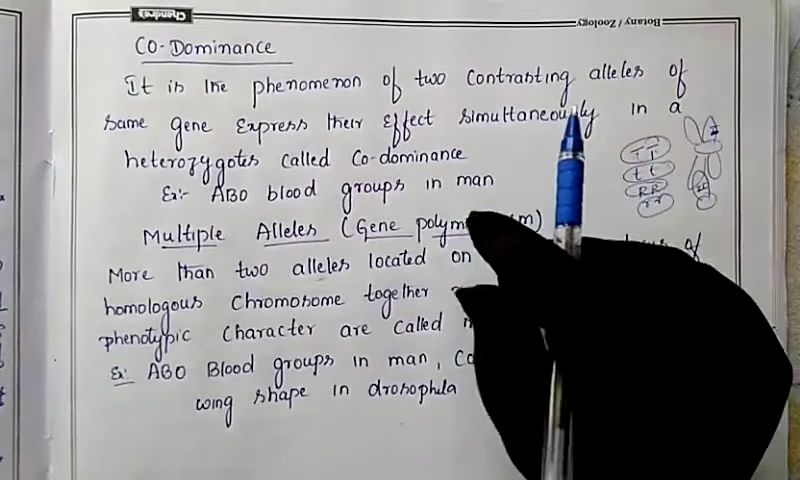 Botany / Zoology
Chandra's
CO-Dominance
It is the phenomenon of two contrasting alleles of
same gene Express their Effect simultaneously in a
heterozygotes called Co-dominance
Ex:- ABO blood groups in man
Multiple Alleles (Gene
More than two alleles located on
homologous Chromosome together
phenotypic character are called
Ex: ABO Blood groups in man,
wing shape in drosophila
TT
tt
RR
rr